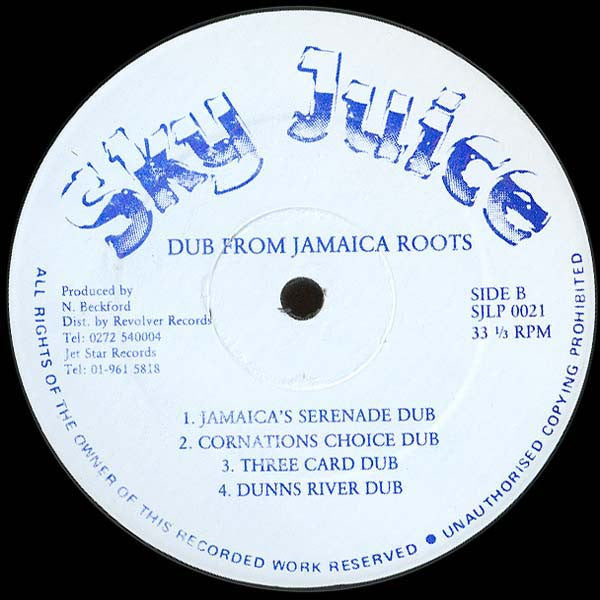 Sky Juice
DUB FROM JAMAICA ROOTS
Produced by
N. Beckford
Dist. by Revolver Records
Tel: 0272 540004
Jet Star Records
Tel: 01-961 5818
SIDE B
SJLP 0021
33 ⅓ RPM
1. JAMAICA'S SERENADE DUB
2. CORNATIONS CHOICE DUB
3. THREE CARD DUB
4. DUNNS RIVER DUB
ALL RIGHTS OF THE OWNER OF THIS RECORDED WORK RESERVED ● UNAUTHORISED COPYING PROHIBITED